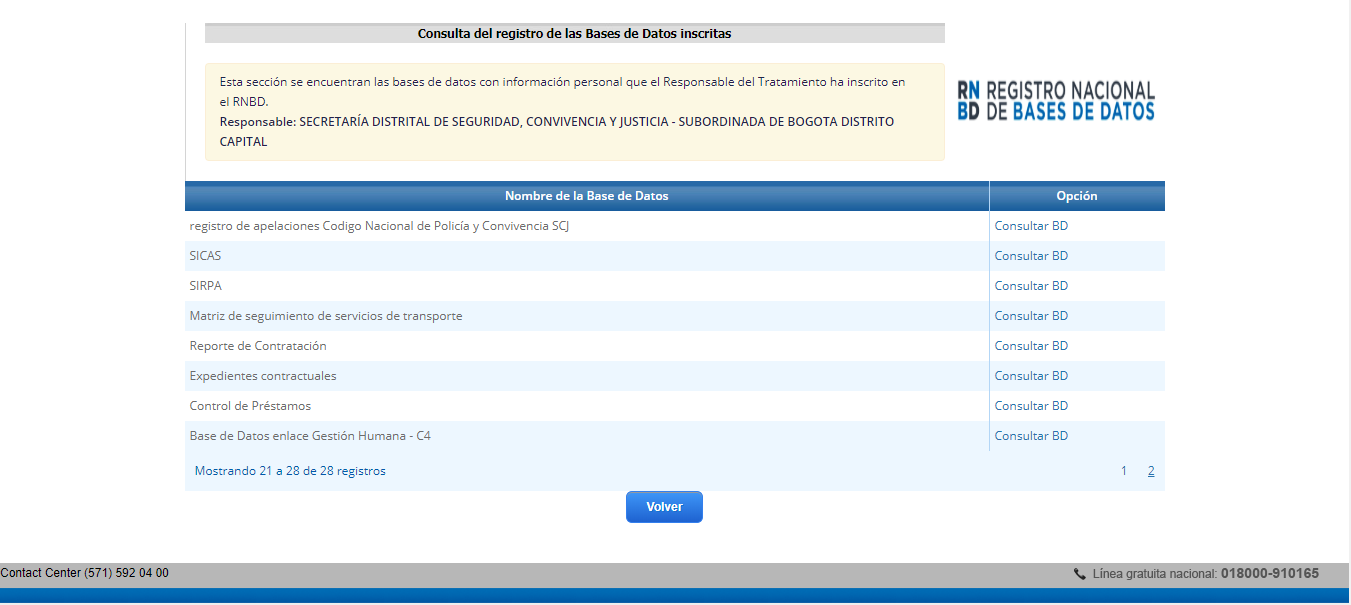 Consulta del registro de las Bases de Datos inscritas
Esta sección se encuentran las bases de datos con información personal que el Responsable del Tratamiento ha inscrito en
el RNBD.
Responsable: SECRETARÍA DISTRITAL DE SEGURIDAD, CONVIVENCIA Y JUSTICIA - SUBORDINADA DE BOGOTA DISTRITO
CAPITAL
RN REGISTRO NACIONAL
BD DE BASES DE DATOS
Nombre de la Base de Datos Opción
registro de apelaciones Codigo Nacional de Policía y Convivencia SCJ Consultar BD
SICAS Consultar BD
SIRPA Consultar BD
Matriz de seguimiento de servicios de transporte Consultar BD
Reporte de Contratación Consultar BD
Expedientes contractuales Consultar BD
Control de Préstamos Consultar BD
Base de Datos enlace Gestión Humana - C4 Consultar BD
Mostrando 21 a 28 de 28 registros 1 2
Volver
Contact Center (571) 592 04 00 Línea gratuita nacional: 018000-910165